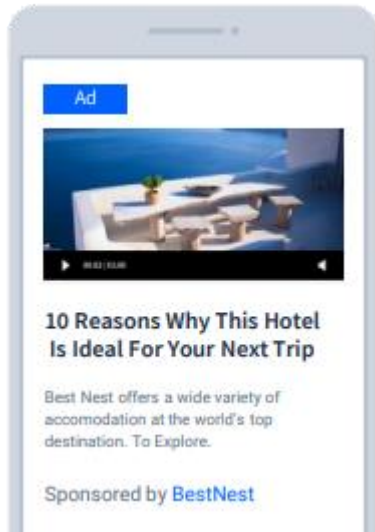 Ad
10 Reasons Why This Hotel
Is Ideal For Your Next Trip
Best Nest offers a wide variety of
accomodation at the world's top
destination. To Explore.
Sponsored by BestNest